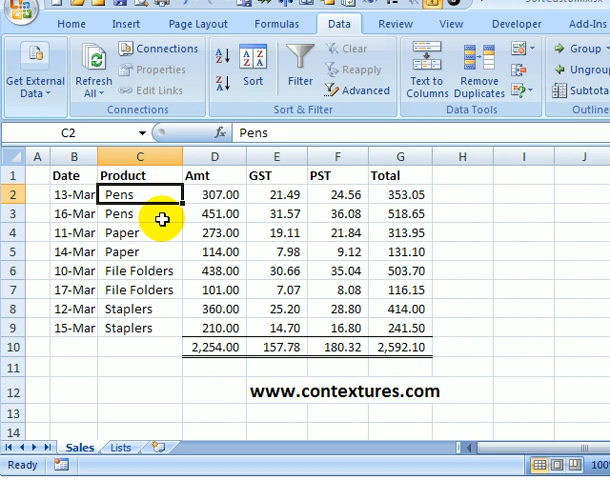 Home Insert Page Layout Formulas Data Review View Developer Add-Ins
Get External Data
Refresh All
Connections
Properties
Edit Links
Connections
Sort
Filter
Clear
Reapply
Advanced
Sort & Filter
Text to Columns
Remove Duplicates
Data Tools
Group
Ungroup
Subtota
Outline
C2 fx Pens
A B C D E F G H I J
1 Date Product Amt GST PST Total
2 13-Mar Pens 307.00 21.49 24.56 353.05
3 16-Mar Pens 451.00 31.57 36.08 518.65
4 11-Mar Paper 273.00 19.11 21.84 313.95
5 14-Mar Paper 114.00 7.98 9.12 131.10
6 10-Mar File Folders 438.00 30.66 35.04 503.70
7 17-Mar File Folders 101.00 7.07 8.08 116.15
8 12-Mar Staplers 360.00 25.20 28.80 414.00
9 15-Mar Staplers 210.00 14.70 16.80 241.50
10 2,254.00 157.78 180.32 2,592.10
11
12 www.contextures.com
13
14
Sales Lists
Ready 100%